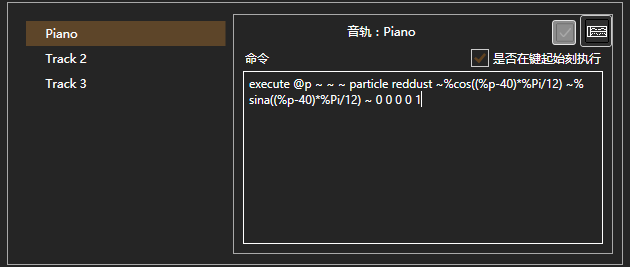 Piano
Track 2
Track 3
音轨：Piano
命令
是否在键起始刻执行
execute @p ~ ~ ~ particle reddust ~%cos((%p-40)*%Pi/12) ~%
sina((%p-40)*%Pi/12) ~ 0 0 0 0 1